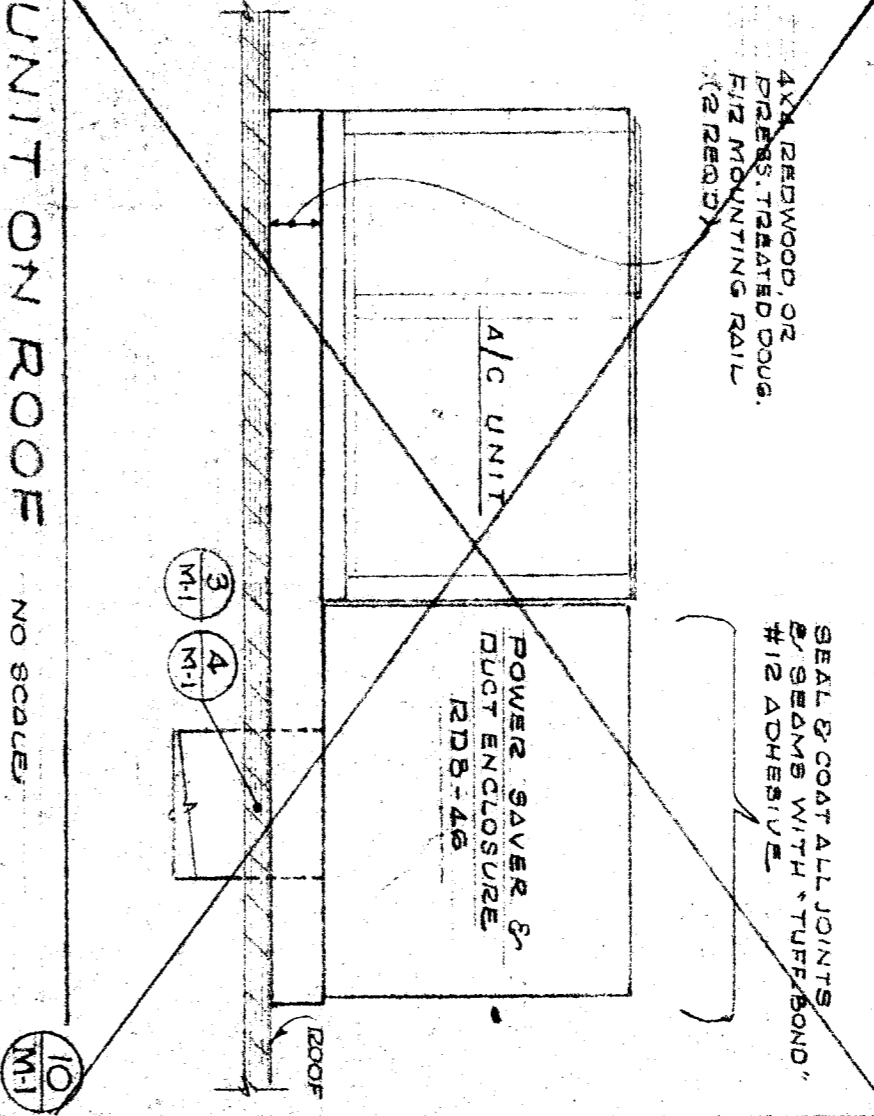 4X4 REDWOOD, OR
PRESS. TREATED DOUG.
FIR MOUNTING RAIL
(2 REQD)
SEAL & COAT ALL JOINTS
& SEAMS WITH "TUFF-BOND"
#12 ADHESIVE
A/C UNIT
POWER SAVER &
DUCT ENCLOSURE
RDB-46
ROOF
3
M-1
4
M-1
UNIT ON ROOF NO SCALE
10
M-1